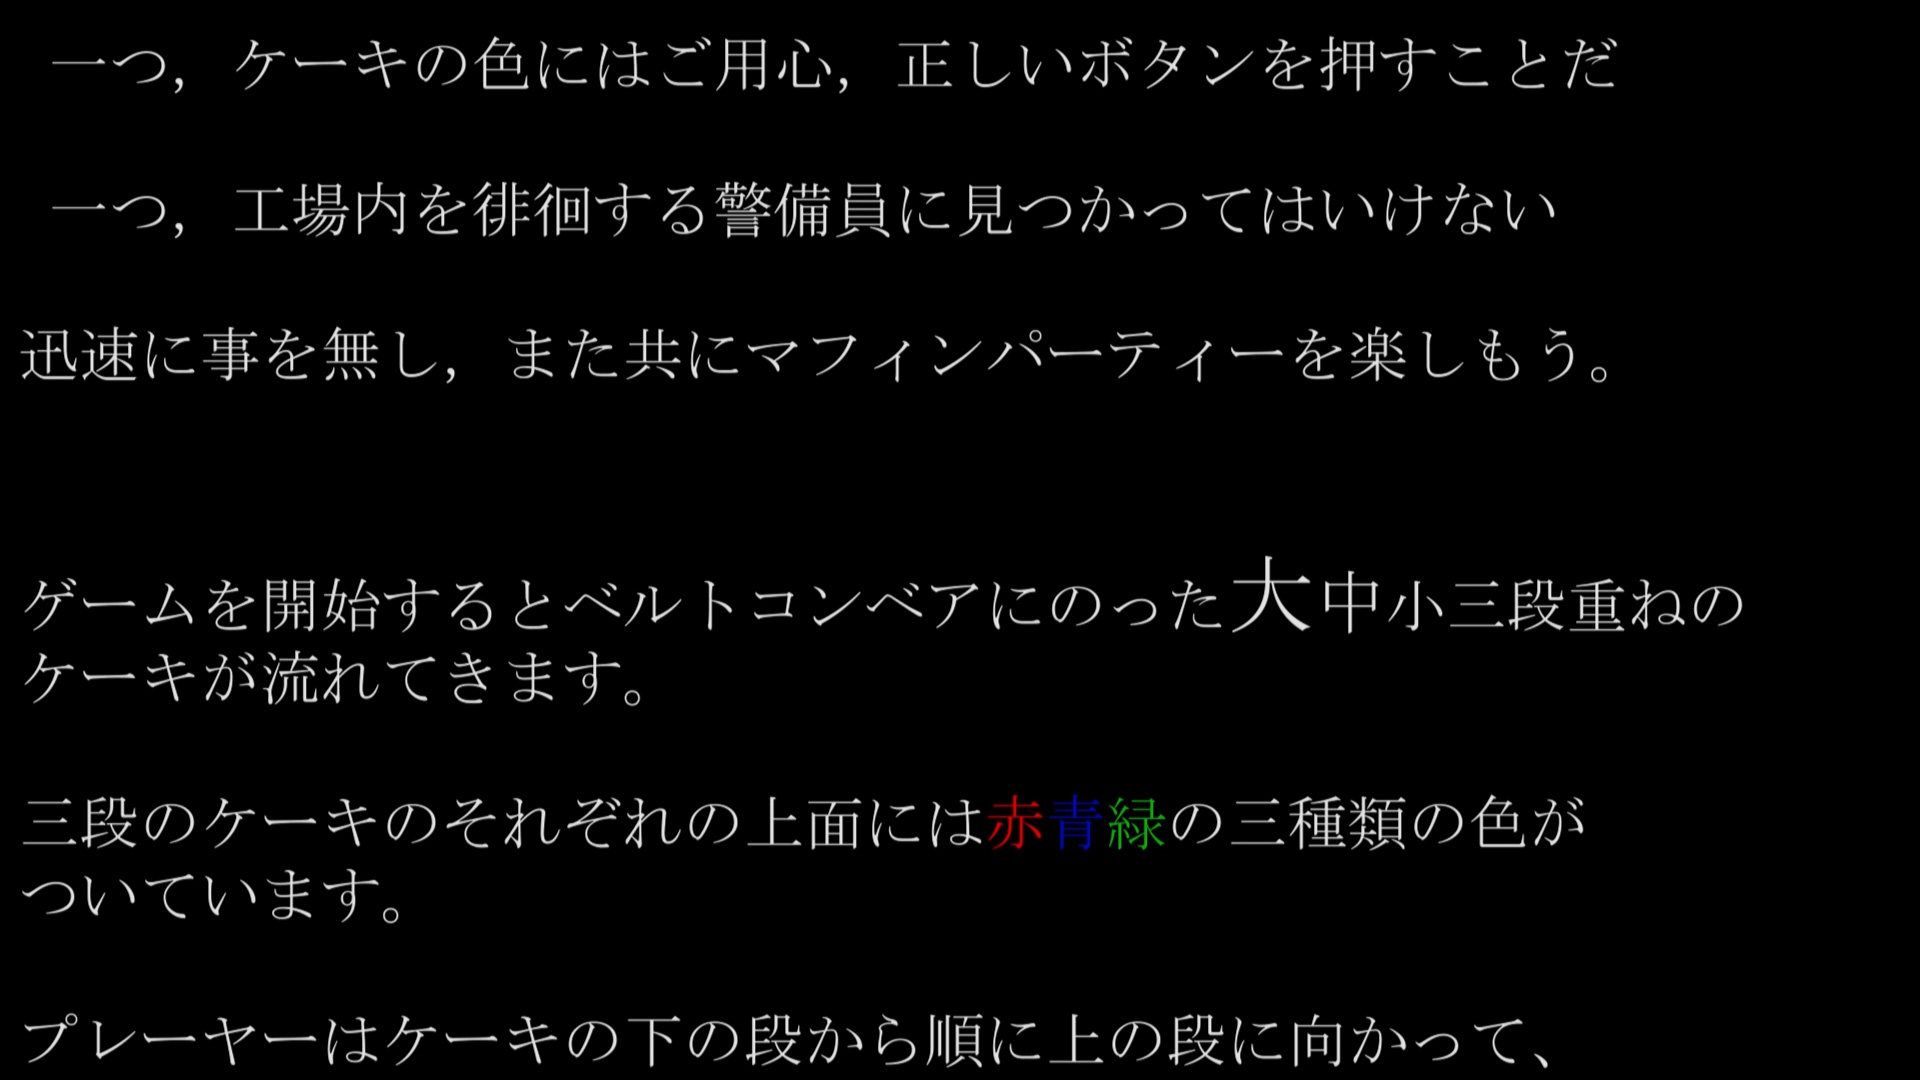 一つ，ケーキの色にはご用心，正しいボタンを押すことだ
一つ，工場内を徘徊する警備員に見つかってはいけない
迅速に事を無し，また共にマフィンパーティーを楽しもう。
ゲームを開始するとベルトコンベアにのった大中小三段重ねの
ケーキが流れてきます。
三段のケーキのそれぞれの上面には赤青緑の三種類の色が
ついています。
プレーヤーはケーキの下の段から順に上の段に向かって、